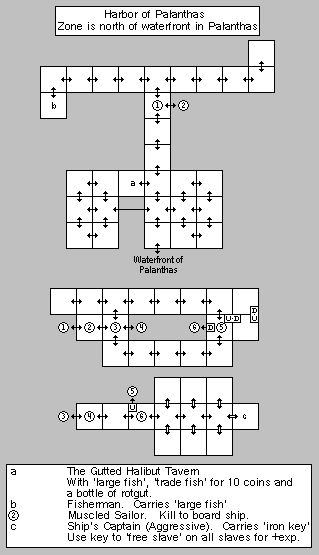 Harbor of Palanthas
Zone is north of waterfront in Palanthas
b
1 2
a
Waterfront of
Palanthas
D
U-D U
1 2 3 4 6 D 5
5
U
3 4 6 c
a The Gutted Halibut Tavern
With 'large fish', 'trade fish' for 10 coins and
a bottle of rotgut.
b Fisherman. Carries 'large fish'
2 Muscled Sailor. Kill to board ship.
c Ship's Captain (Aggressive). Carries 'iron key'
Use key to 'free slave' on all slaves for +exp.